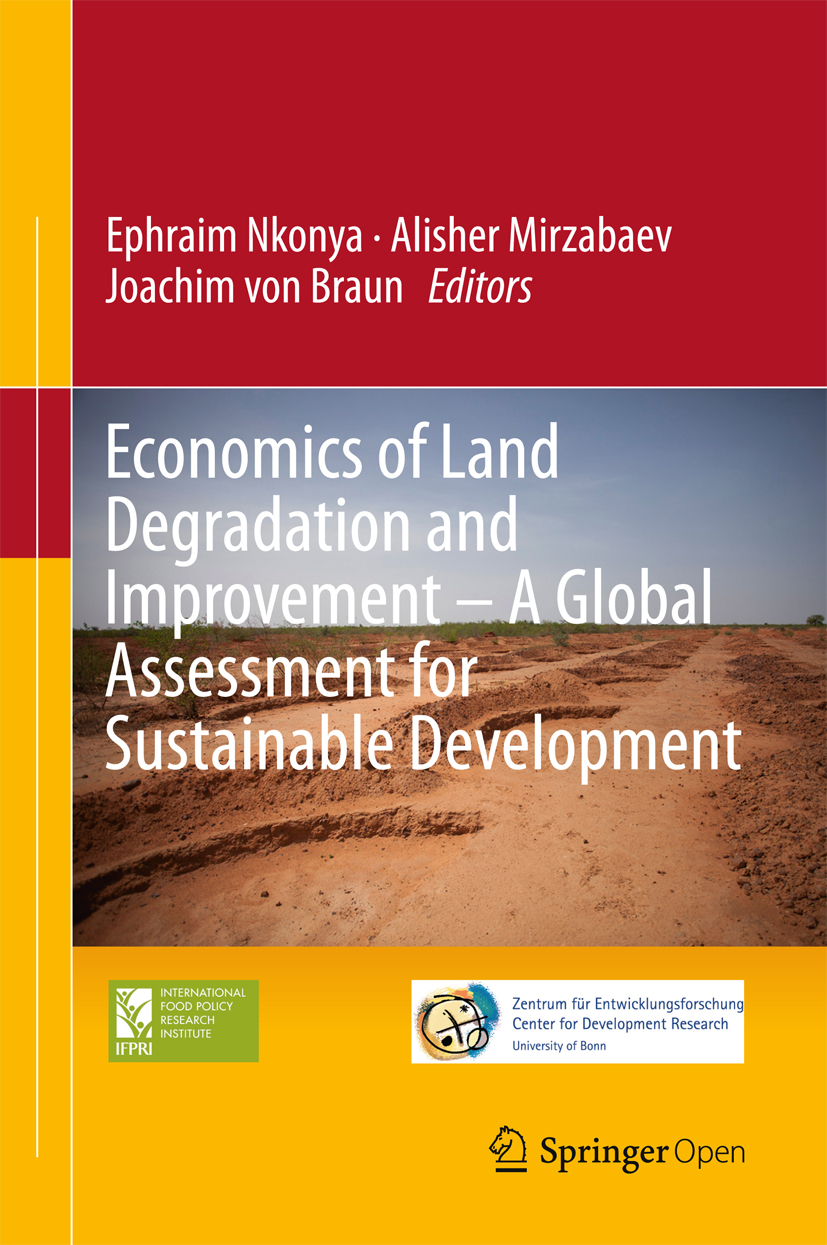 Ephraim Nkonya · Alisher Mirzabaev
Joachim von Braun Editors
Economics of Land
Degradation and
Improvement – A Global
Assessment for
Sustainable Development
INTERNATIONAL
FOOD POLICY
RESEARCH
INSTITUTE
IFPRI
Zentrum für Entwicklungsforschung
Center for Development Research
University of Bonn
Springer Open